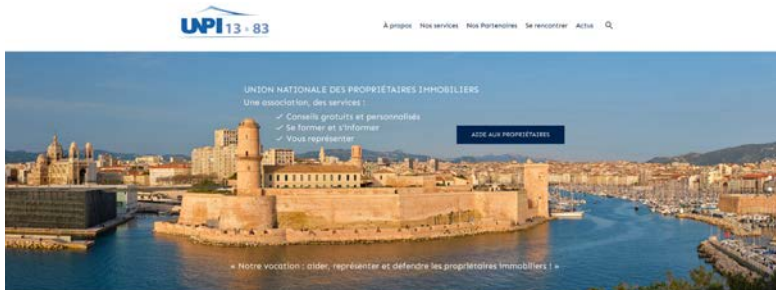 UNPI 13 & 83
À propos Nos services Nos Partenaires Se rencontrer Actus
UNION NATIONALE DES PROPRIÉTAIRES IMMOBILIERS
Une association, des services :
✓ Conseils gratuits et personnalisés
✓ Se former et s'informer
✓ Vous représenter
AIDE AUX PROPRIÉTAIRES
« Notre vocation : aider, représenter et défendre les propriétaires immobiliers ! »